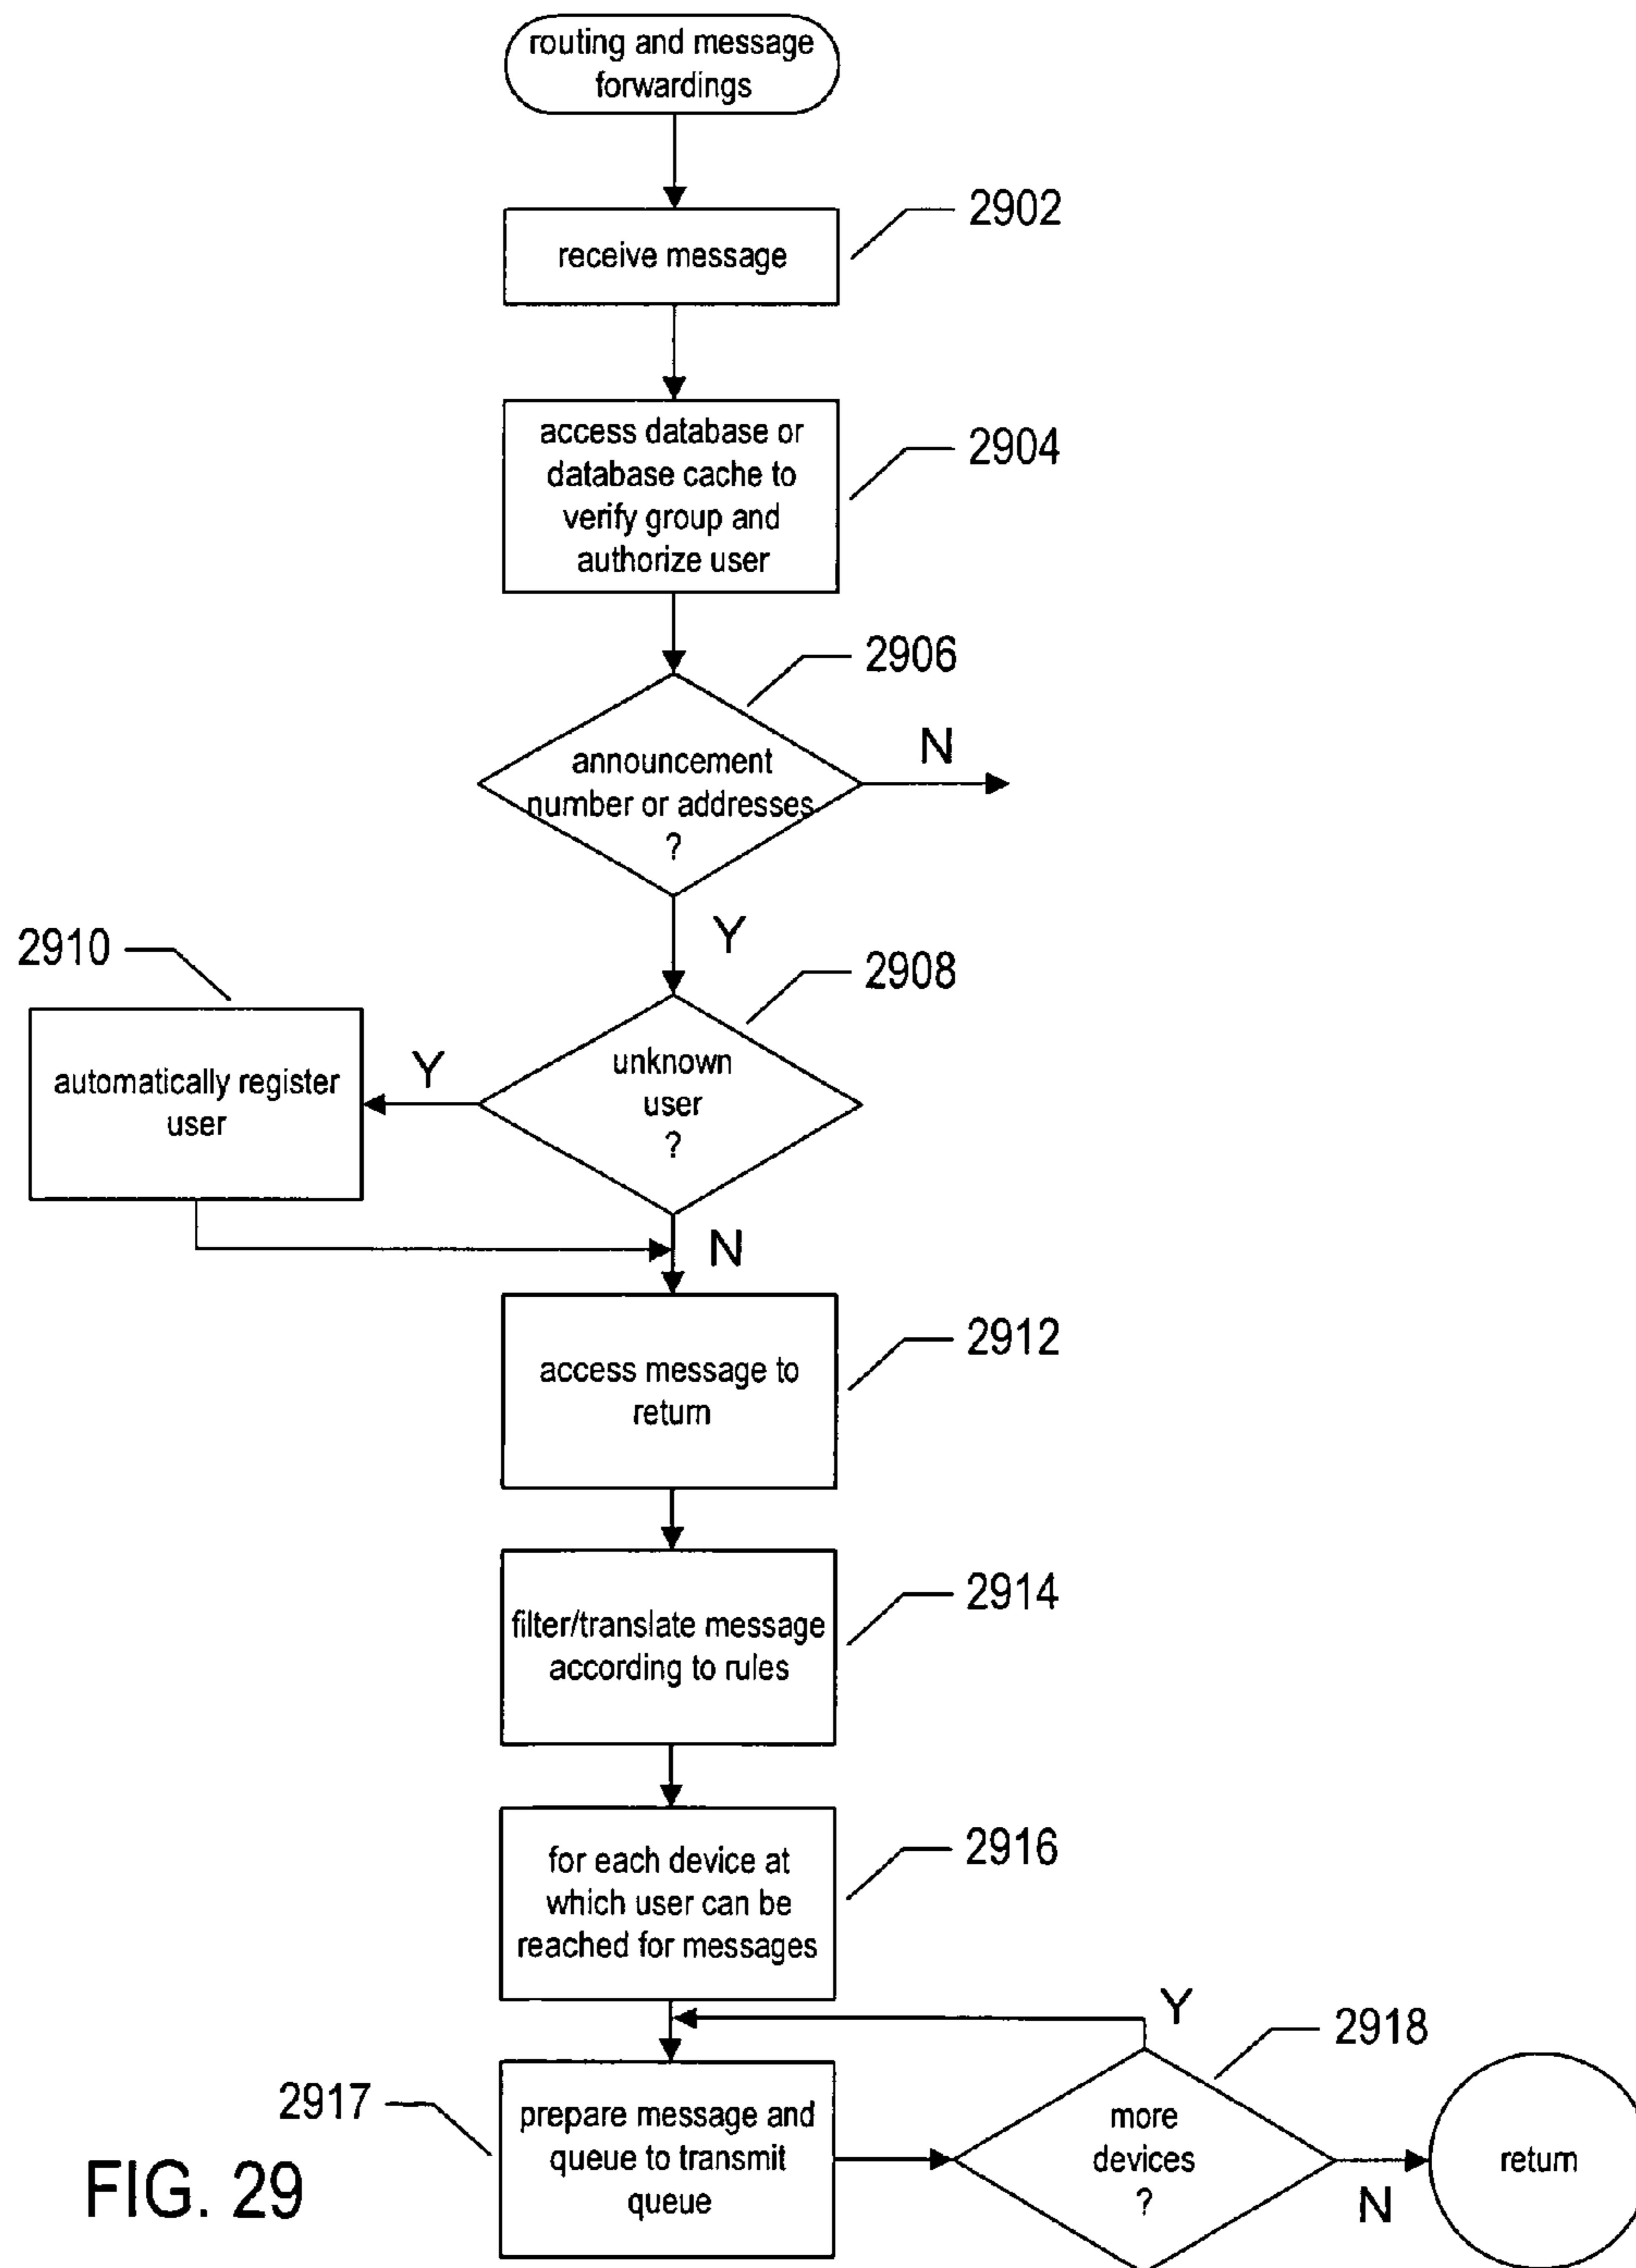 routing and message
forwardings
2902
receive message
2904
access database or
database cache to
verify group and
authorize user
2906
announcement
number or addresses
?
N
Y
2910
2908
automatically register
user
Y
unknown
user
?
N
2912
access message to
return
2914
filter/translate message
according to rules
2916
for each device at
which user can be
reached for messages
Y
2918
2917
prepare message and
queue to transmit
queue
more
devices
?
N
return
FIG. 29